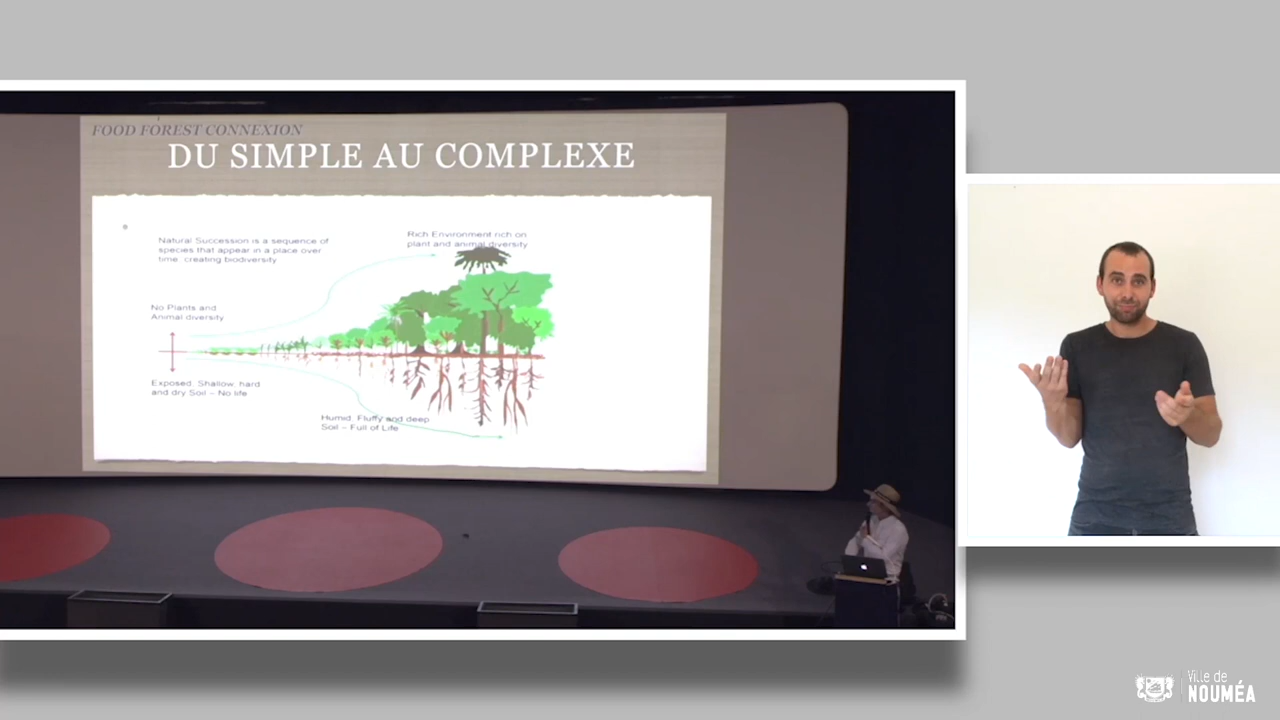 FOOD FOREST CONNEXION
DU SIMPLE AU COMPLEXE
Natural Succession is a sequence of
species that appear in a place over
time: creating biodiversity
Rich Environment rich on
plant and animal diversity
No Plants and
Animal diversity
Exposed, Shallow, hard
and dry Soil – No life
Humid, Fluffy and deep
Soil – Full of Life
Ville de
NOUMÉA